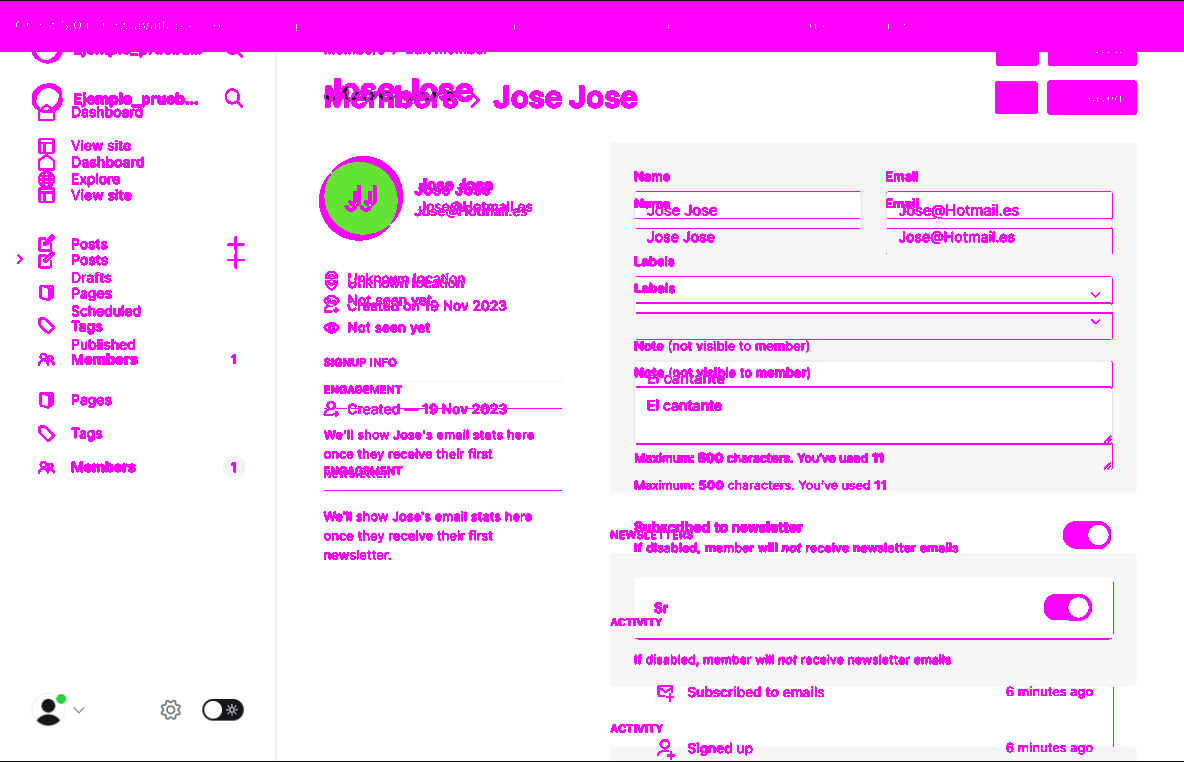 Ejemplo_prueb...
Ejemplo_prueb...
Dashboard
View site
Dashboard
Explore
View site
Posts
Posts
Drafts
Pages
Scheduled
Tags
Published
Members 1
Pages
Tags
Members 1
Jose Jose
Members > Jose Jose
JJ
Jose Jose
Jose Jose
Jose@Hotmail.es
Jose@Hotmail.es
Unknown location
Unknown location
Not seen yet
Created on 19 Nov 2023
Not seen yet
SIGNUP INFO
ENGAGEMENT
Created — 19 Nov 2023
We'll show Jose's email stats here
once they receive their first
newsletter.
ENGAGEMENT
We'll show Jose's email stats here
once they receive their first
newsletter.
Name Email
Name Email
Jose Jose Jose@Hotmail.es
Jose Jose Jose@Hotmail.es
Labels
Labels
Note (not visible to member)
Note (not visible to member)
El cantante
El cantante
Maximum: 500 characters. You've used 11
Maximum: 500 characters. You've used 11
Subscribed to newsletter
NEWSLETTERS
If disabled, member will not receive newsletter emails
Sr
ACTIVITY
If disabled, member will not receive newsletter emails
Subscribed to emails 6 minutes ago
ACTIVITY
Signed up 6 minutes ago